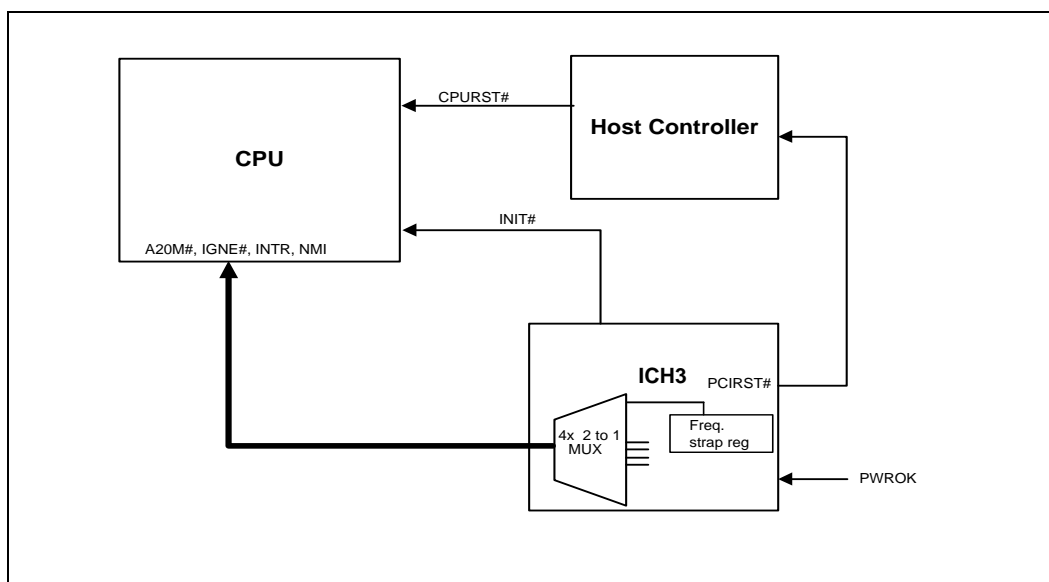 CPURST#
Host Controller
CPU
INIT#
A20M#, IGNE#, INTR, NMI
ICH3
PCIRST#
4x 2 to 1
MUX
Freq.
strap reg
PWROK